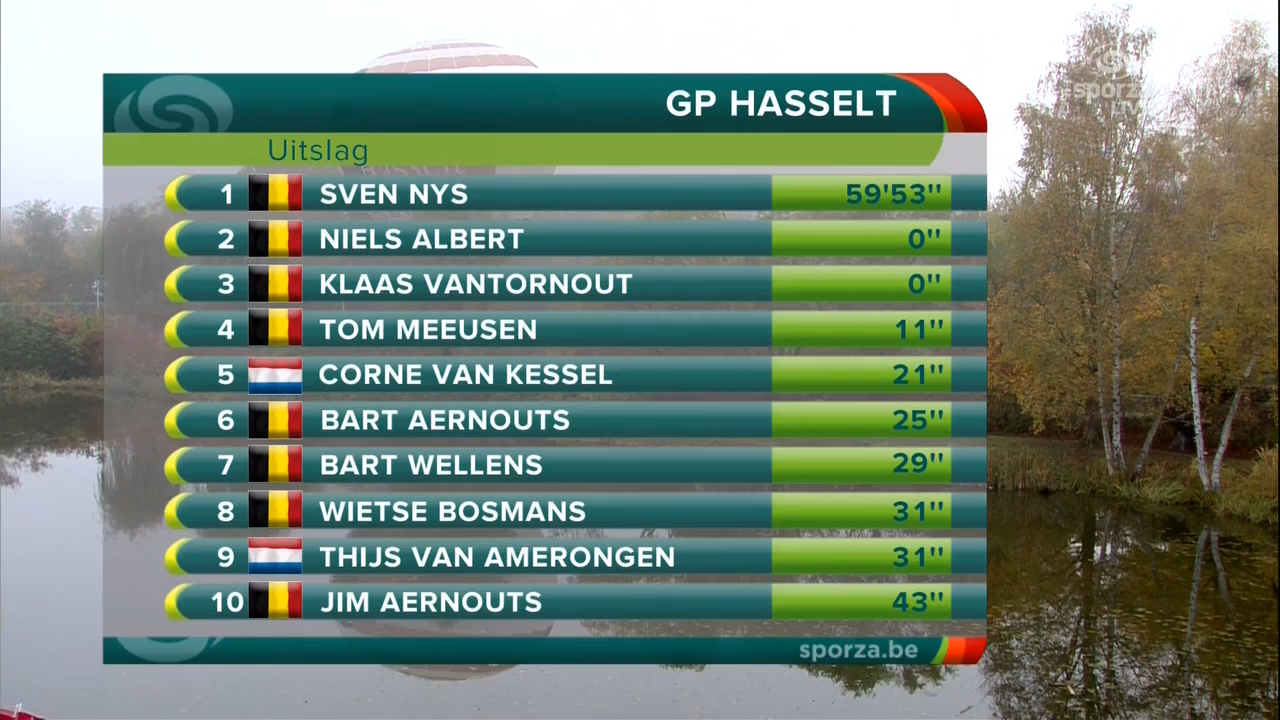 sporza
LIVE
GP HASSELT
Uitslag
1 SVEN NYS 59'53''
2 NIELS ALBERT 0''
3 KLAAS VANTORNOUT 0''
4 TOM MEEUSEN 11''
5 CORNE VAN KESSEL 21''
6 BART AERNOUTS 25''
7 BART WELLENS 29''
8 WIETSE BOSMANS 31''
9 THIJS VAN AMERONGEN 31''
10 JIM AERNOUTS 43''
sporza.be